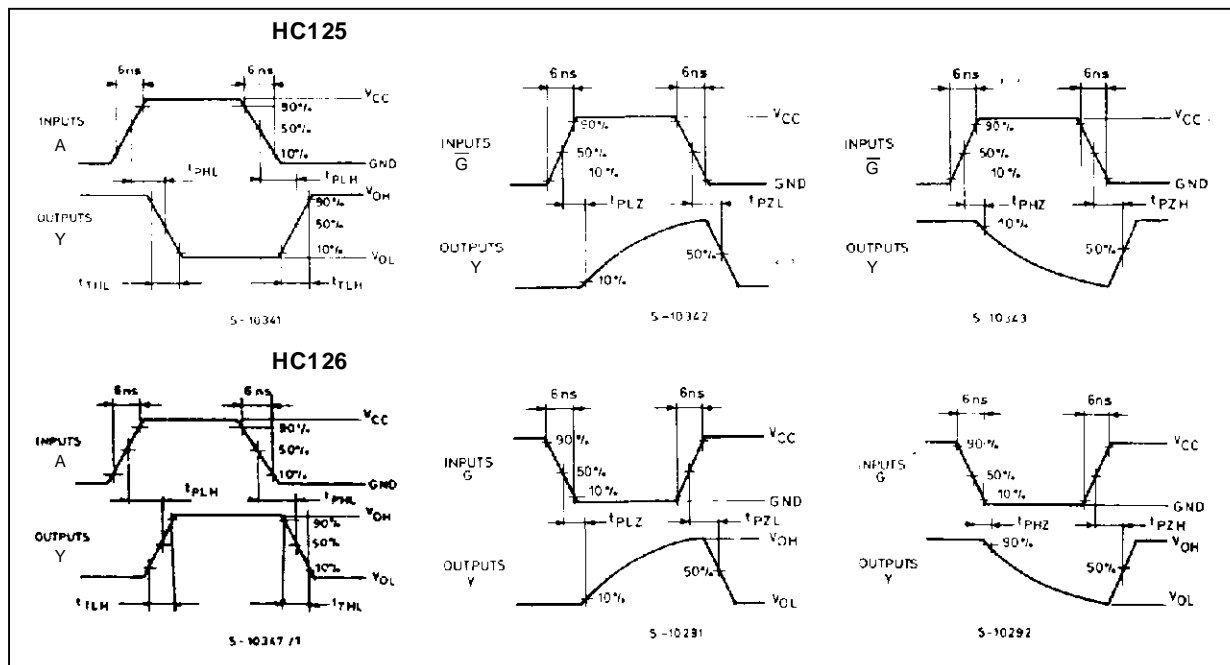 HC125
6ns 6ns
VCC
90%
50%
10%
GND
INPUTS
A
tPHL tPLH
VOH
90%
50%
10%
VOL
OUTPUTS
Y
tTHL tTLH
S-10341
6ns 6ns
VCC
90%
50%
10%
GND
INPUTS
G
tPLZ tPZL
OUTPUTS
Y
50%
10%
S-10342
6ns 6ns
VCC
90%
50%
10%
GND
INPUTS
G
tPHZ tPZH
OUTPUTS
Y
50%
S-10343
HC126
6ns 6ns
VCC
90%
50%
10%
GND
INPUTS
A
tPLH tPHL
VOH
90%
50%
10%
VOL
OUTPUTS
Y
tTLH tTHL
S-10347/1
6ns 6ns
VCC
90%
50%
10%
GND
INPUTS
G
tPLZ tPZL
VOH
OUTPUTS
Y
50%
10%
VOL
S-10291
6ns 6ns
VCC
90%
50%
10%
GND
INPUTS
G
tPHZ tPZH
VOH
90%
OUTPUTS
Y
50%
VOL
S-10292